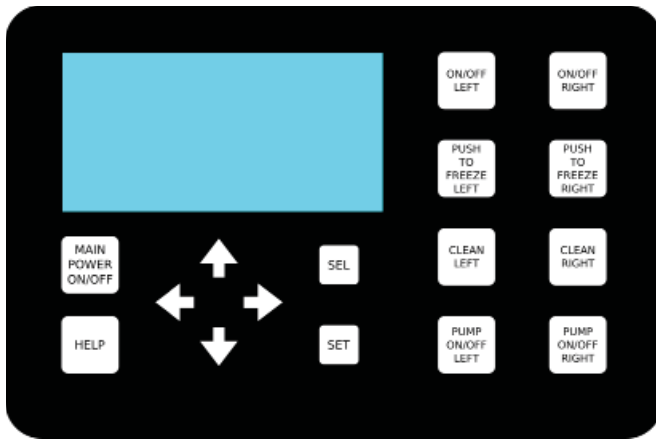 ON/OFF
LEFT
ON/OFF
RIGHT
PUSH
TO
FREEZE
LEFT
PUSH
TO
FREEZE
RIGHT
MAIN
POWER
ON/OFF
SEL
CLEAN
LEFT
CLEAN
RIGHT
HELP
SET
PUMP
ON/OFF
LEFT
PUMP
ON/OFF
RIGHT